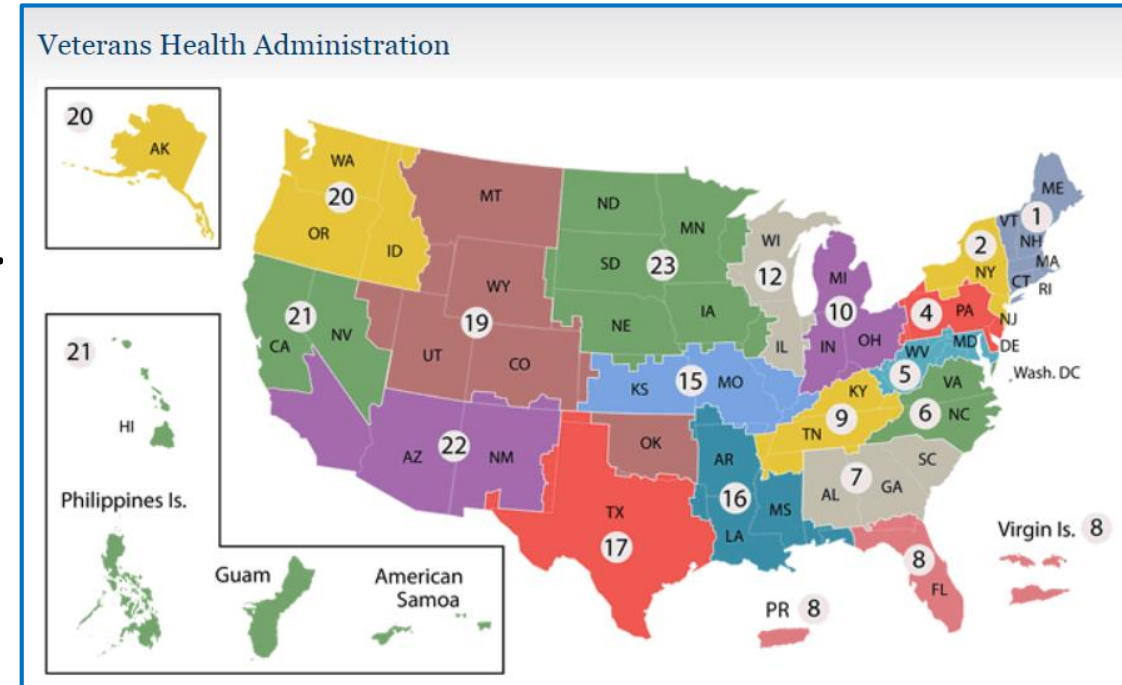 Veterans Health Administration
20
AK
WA
20
OR
ID
MT
WY
19
UT
CO
ND
MN
SD
23
NE
IA
WI
12
IL
MI
10
IN
OH
ME
VT
1
NH
MA
CT
RI
2
NY
4
PA
NJ
DE
MD
WV
5
Wash. DC
VA
6
NC
KY
9
TN
21
NV
CA
KS
15
MO
OK
AZ
22
NM
AR
16
MS
LA
SC
7
AL
GA
TX
17
8
FL
Virgin Is. 8
PR 8
21
HI
Philippines Is.
Guam
American
Samoa